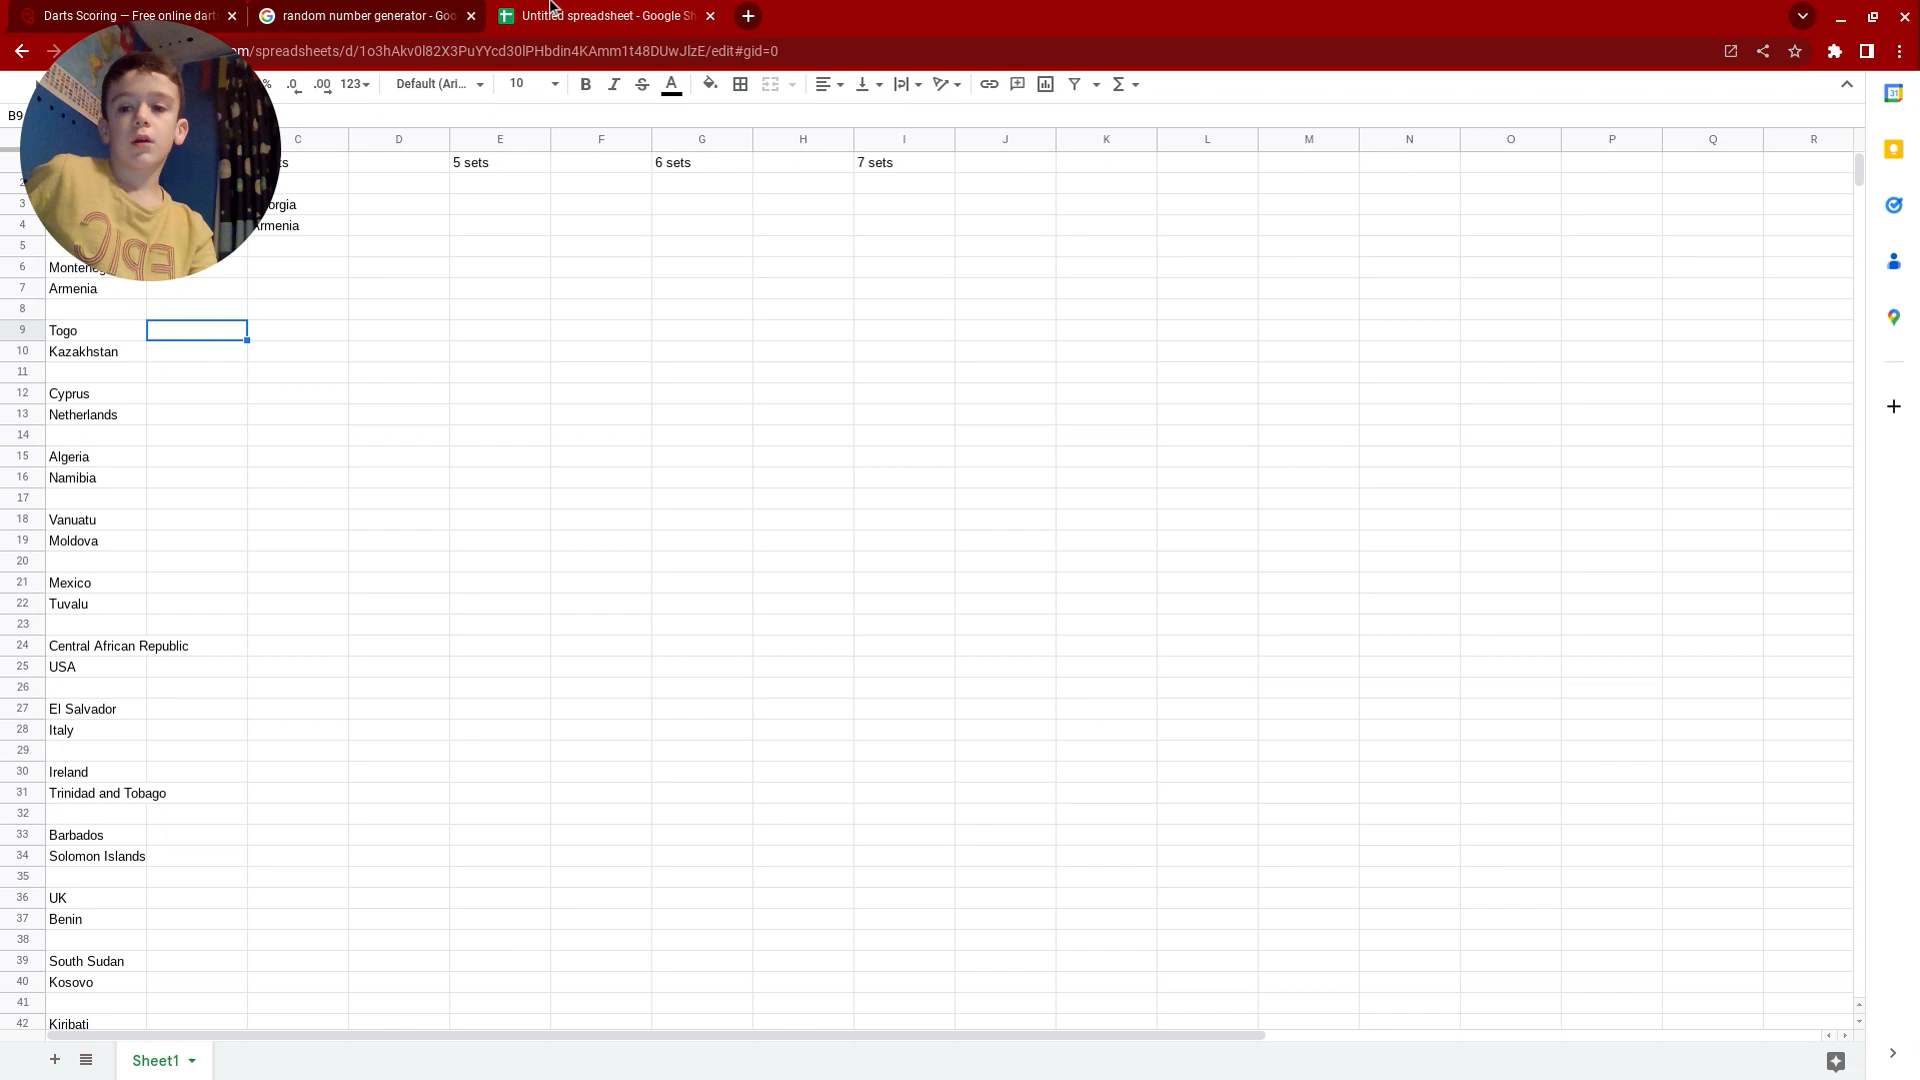 Darts Scoring — Free online dart
random number generator - Goo
Untitled spreadsheet - Google Sh
/spreadsheets/d/1o3hAkv0l82X3PuYYcd30lPHbdin4KAmm1t48DUwJlzE/edit#gid=0
% .0 .00 123 Default (Ari... 10 B I S A
B9
C D E F G H I J K L M N O P Q R
5 sets 6 sets 7 sets
2
3
4 Armenia
5
6
7 Armenia
8
9 Togo
10 Kazakhstan
11
12 Cyprus
13 Netherlands
14
15 Algeria
16 Namibia
17
18 Vanuatu
19 Moldova
20
21 Mexico
22 Tuvalu
23
24 Central African Republic
25 USA
26
27 El Salvador
28 Italy
29
30 Ireland
31 Trinidad and Tobago
32
33 Barbados
34 Solomon Islands
35
36 UK
37 Benin
38
39 South Sudan
40 Kosovo
41
42 Kiribati
Sheet1
31